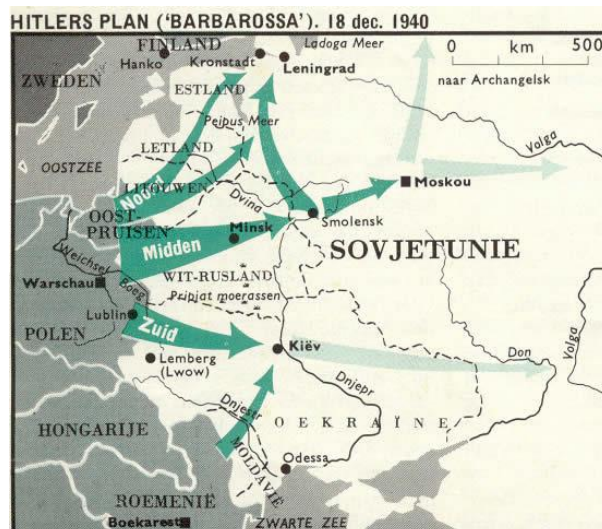 HITLERS PLAN ('BARBAROSSA'). 18 dec. 1940
FINLAND
Ladoga Meer
0 km 500
Hanko
Kronstadt
Leningrad
ZWEDEN
naar Archangelsk
ESTLAND
Peipus Meer
Volga
OOSTZEE
LETLAND
Noord
LITOUWEN
Moskou
Dvina
OOST-
PRUISEN
Smolensk
Minsk
Midden
SOVJETUNIE
Weichsel
WIT-RUSLAND
Warschau
Boeg
Pripjat moerassen
Lublin
Zuid
POLEN
Kiëv
Don
Volga
Lemberg
(Lwow)
Dnjepr
Dnjestr
OEKRAÏNE
HONGARIJE
MOLDAVIË
Odessa
ROEMENIË
Boekarest
ZWARTE ZEE